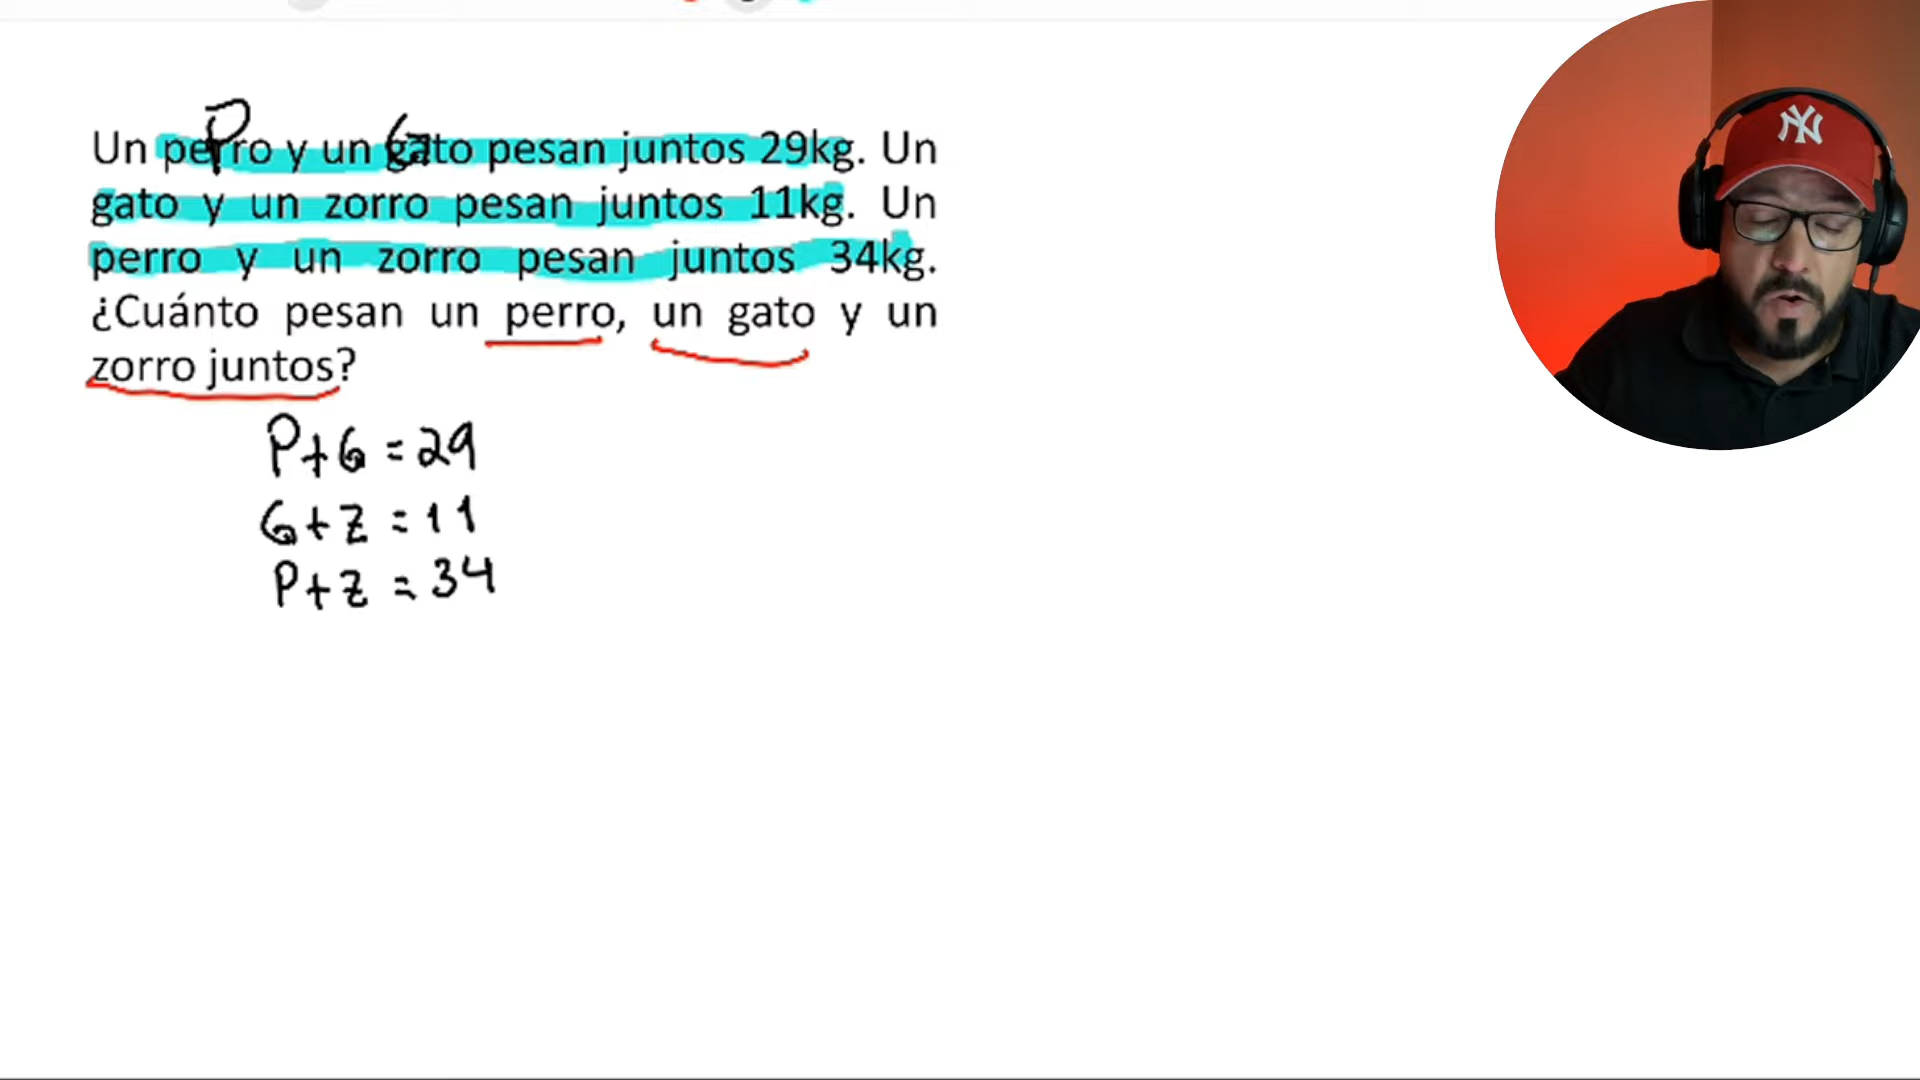 Un perro y un gato pesan juntos 29kg. Un
gato y un zorro pesan juntos 11kg. Un
perro y un zorro pesan juntos 34kg.
¿Cuánto pesan un perro, un gato y un
zorro juntos?
P
G
P+G=29
G+Z=11
P+Z=34
NY